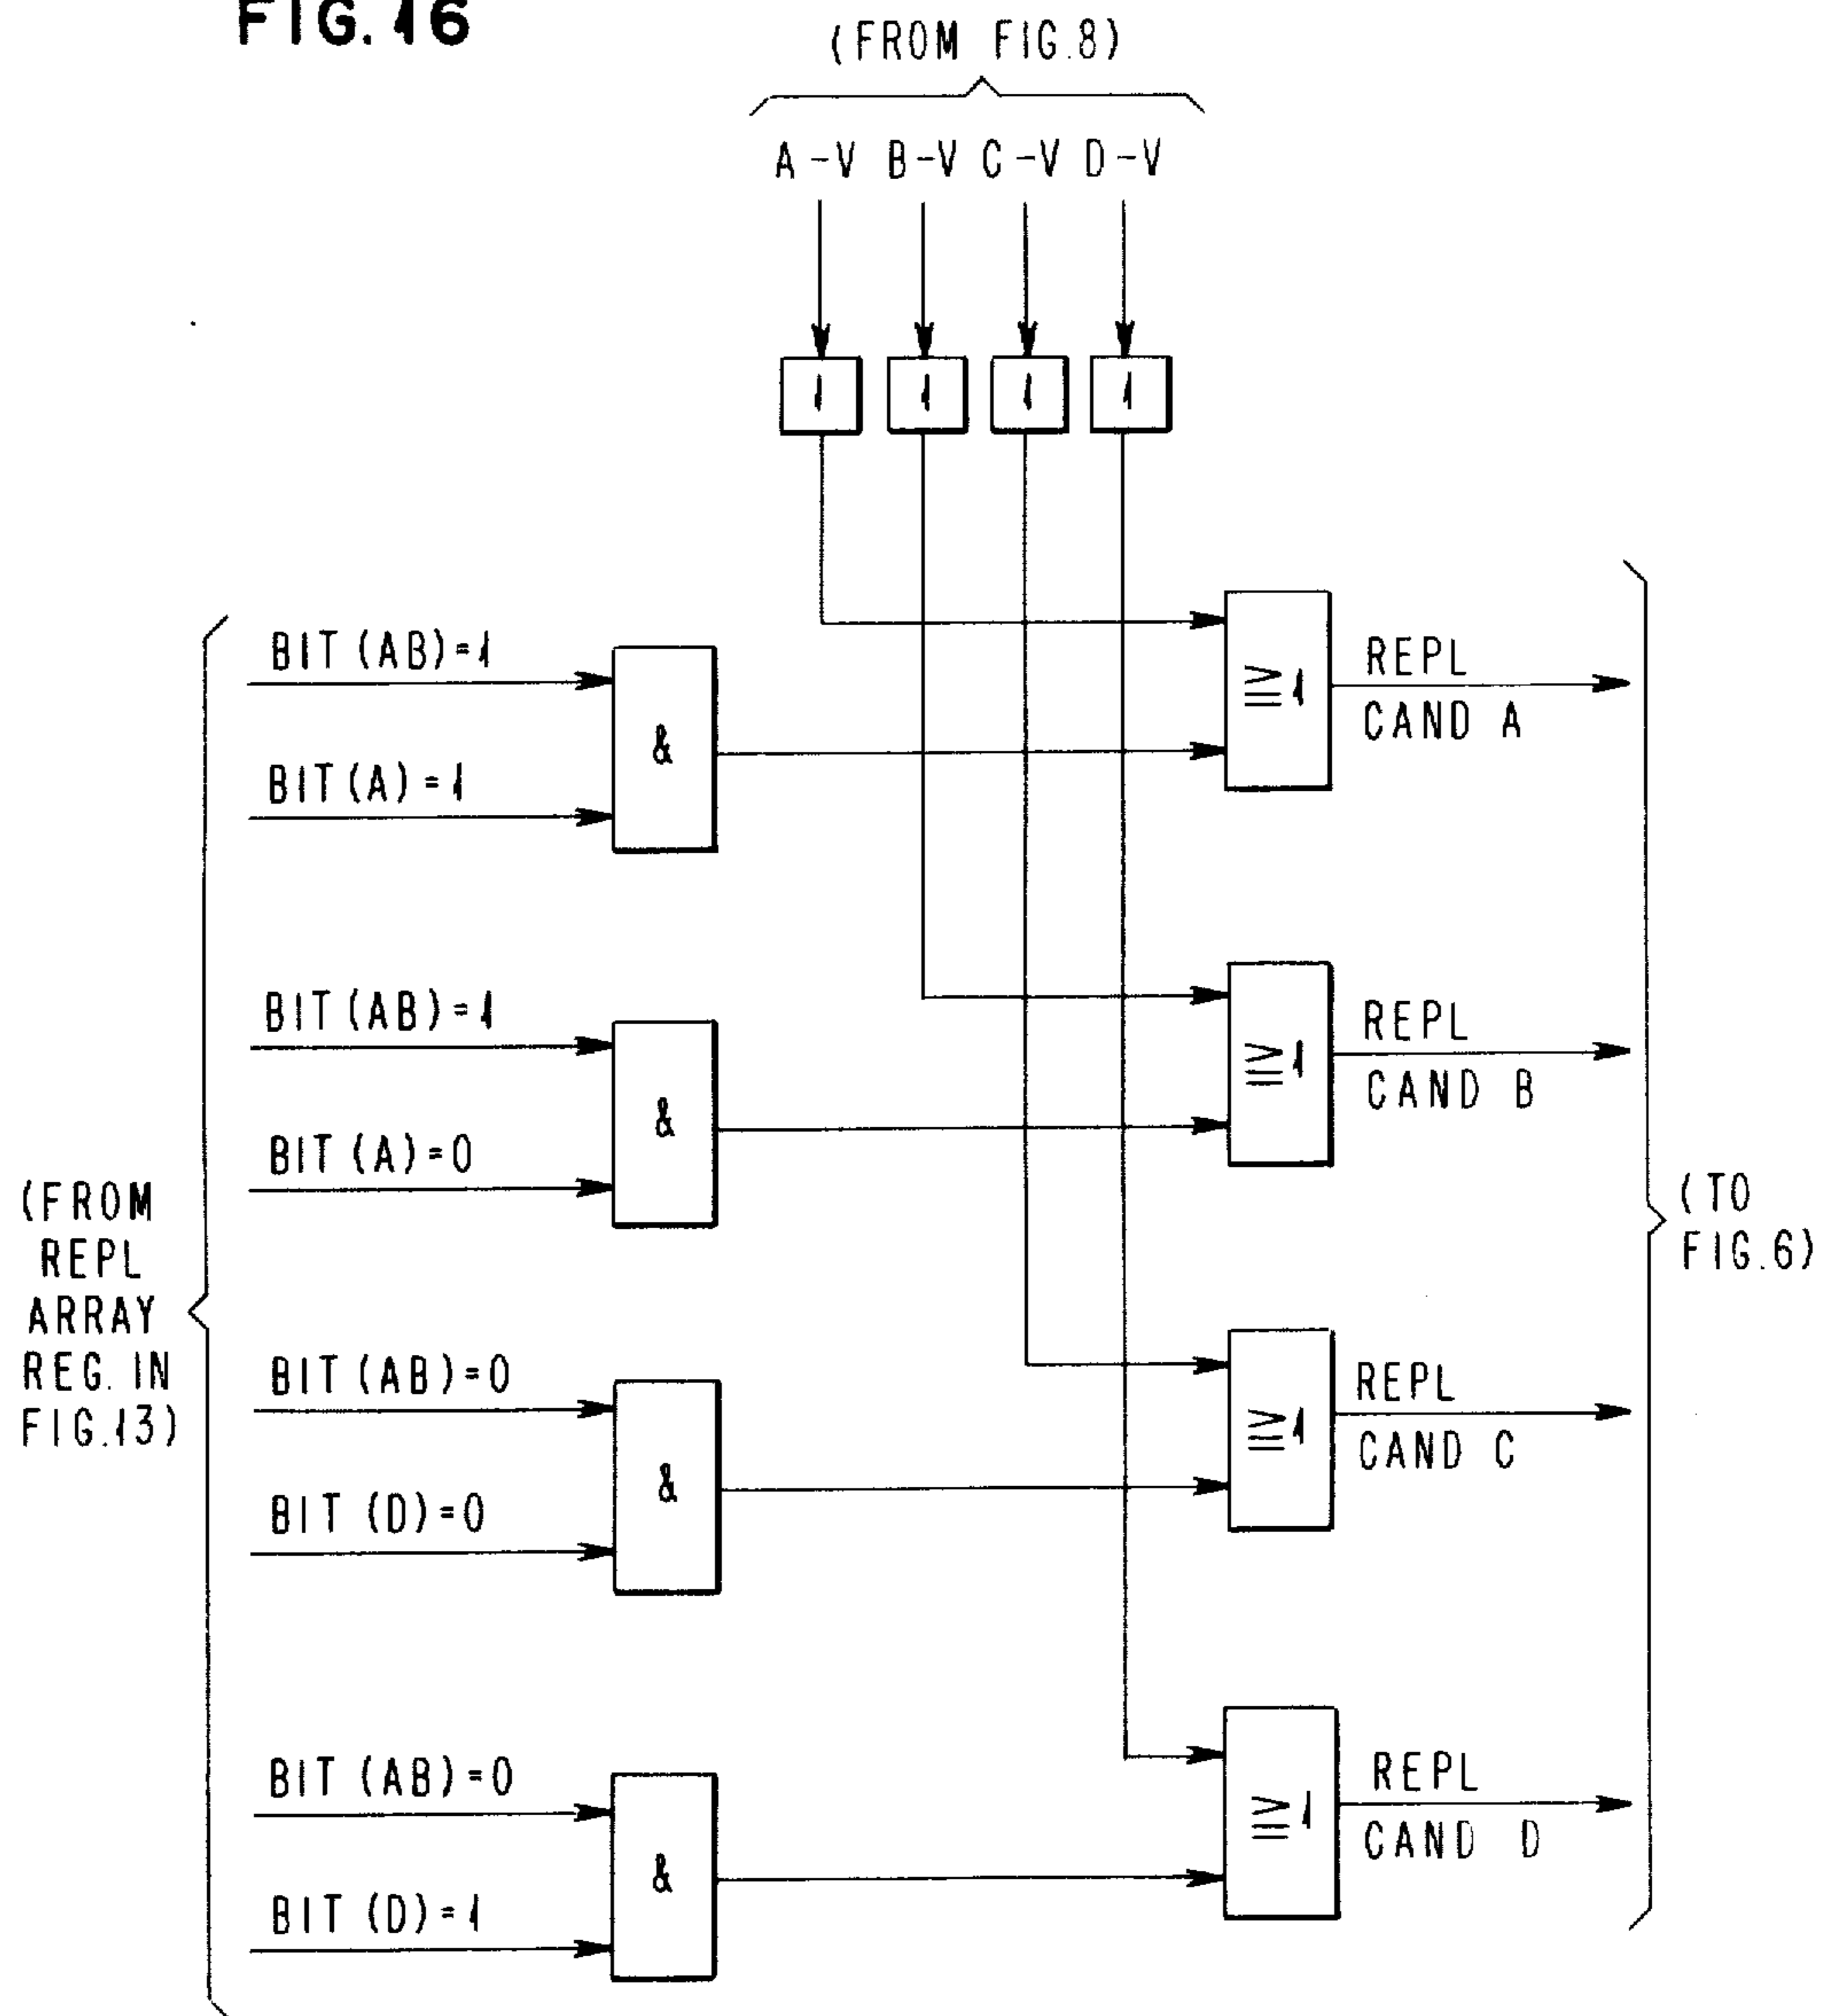 FIG. 16
(FROM FIG.8)
A-V B-V C-V D-V
1 1 1 1
BIT(AB)=1
BIT(A)=1
&
≧1
REPL
CAND A
BIT(AB)=1
BIT(A)=0
&
≧1
REPL
CAND B
(FROM
REPL
ARRAY
REG. IN
FIG.13)
(TO
FIG.6)
BIT(AB)=0
BIT(D)=0
&
≧1
REPL
CAND C
BIT(AB)=0
BIT(D)=1
&
≧1
REPL
CAND D